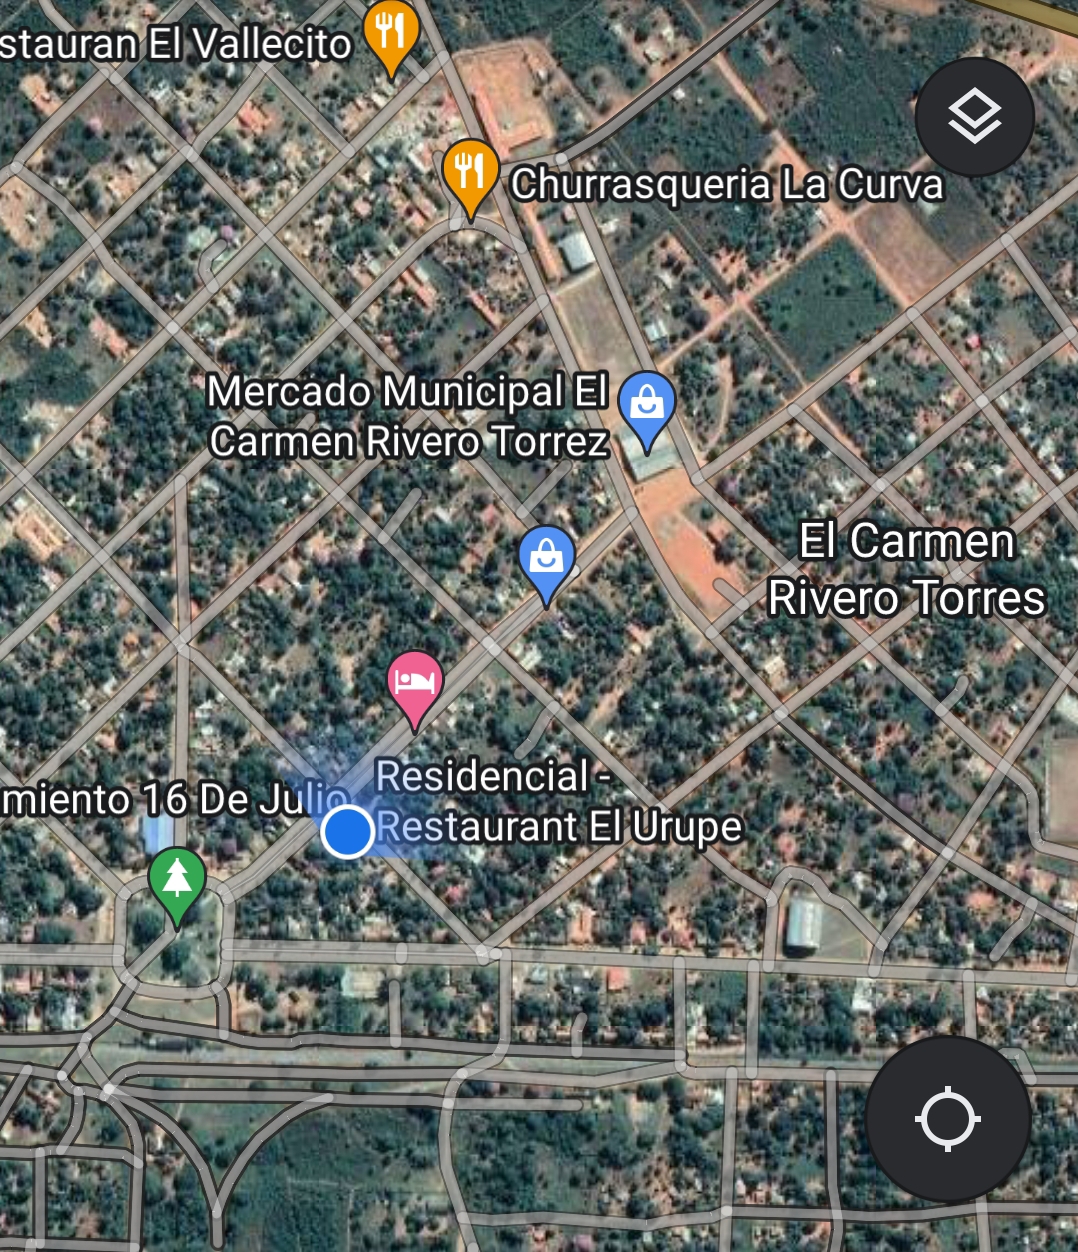 stauran El Vallecito
Churrasqueria La Curva
Mercado Municipal El
Carmen Rivero Torrez
El Carmen
Rivero Torres
Residencial -
Restaurant El Urupe
miento 16 De Julio